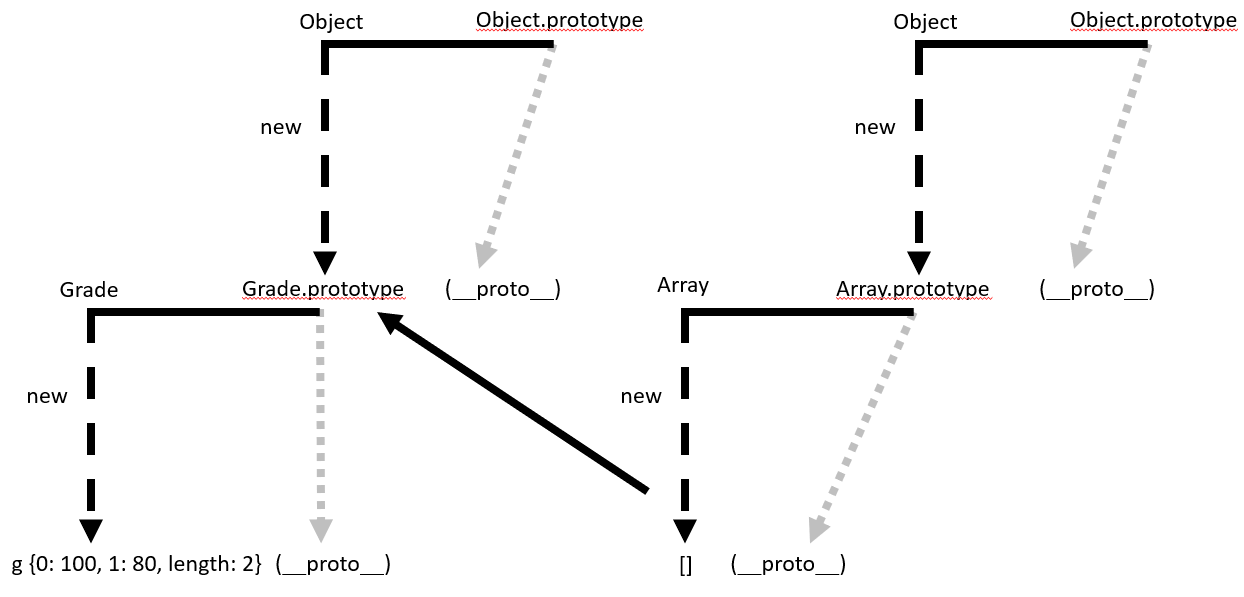 Object
Object.prototype
Object
Object.prototype
new
new
Grade
Grade.prototype
(__proto__)
Array
Array.prototype
(__proto__)
new
new
g {0: 100, 1: 80, length: 2}
(__proto__)
[]
(__proto__)